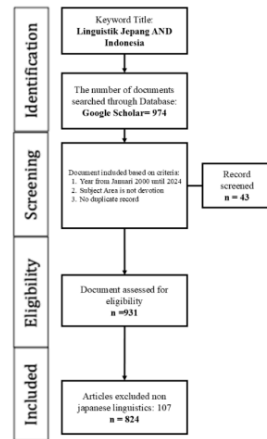 Identification
Keyword Title:
Linguistik Jepang AND
Indonesia
The number of documents
searched through Database:
Google Scholar= 974
Screening
Document included based on criteria:
1. Year from Januari 2000 until 2024
2. Subject Area is not devotion
3. No duplicate record
Record
screened
n = 43
Eligibility
Document assessed for
eligibility
n =931
Included
Articles excluded non
japanese linguistics: 107
n = 824